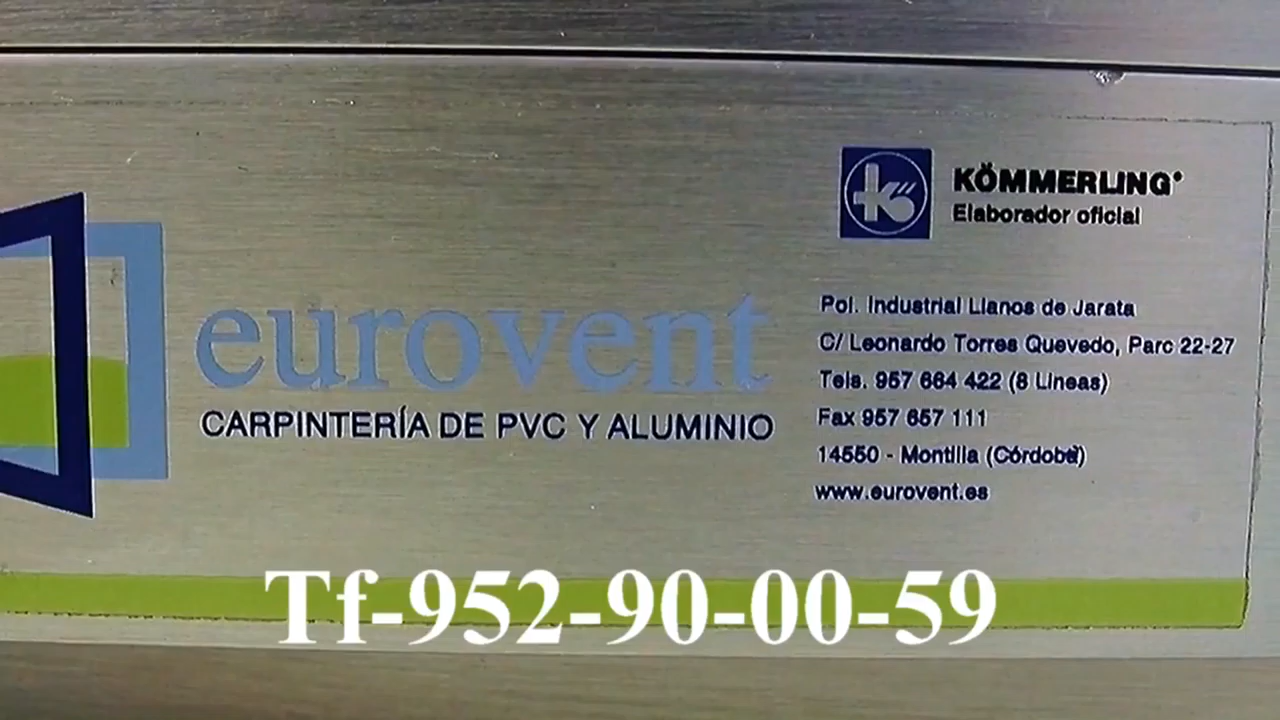 KÖMMERLING®
Elaborador oficial
eurovent
CARPINTERÍA DE PVC Y ALUMINIO
Pol. Industrial Llanos de Jarata
C/ Leonardo Torres Quevedo, Parc 22-27
Tels. 957 664 422 (8 Lineas)
Fax 957 657 111
14550 - Montilla (Córdoba)
www.eurovent.es
Tf-952-90-00-59